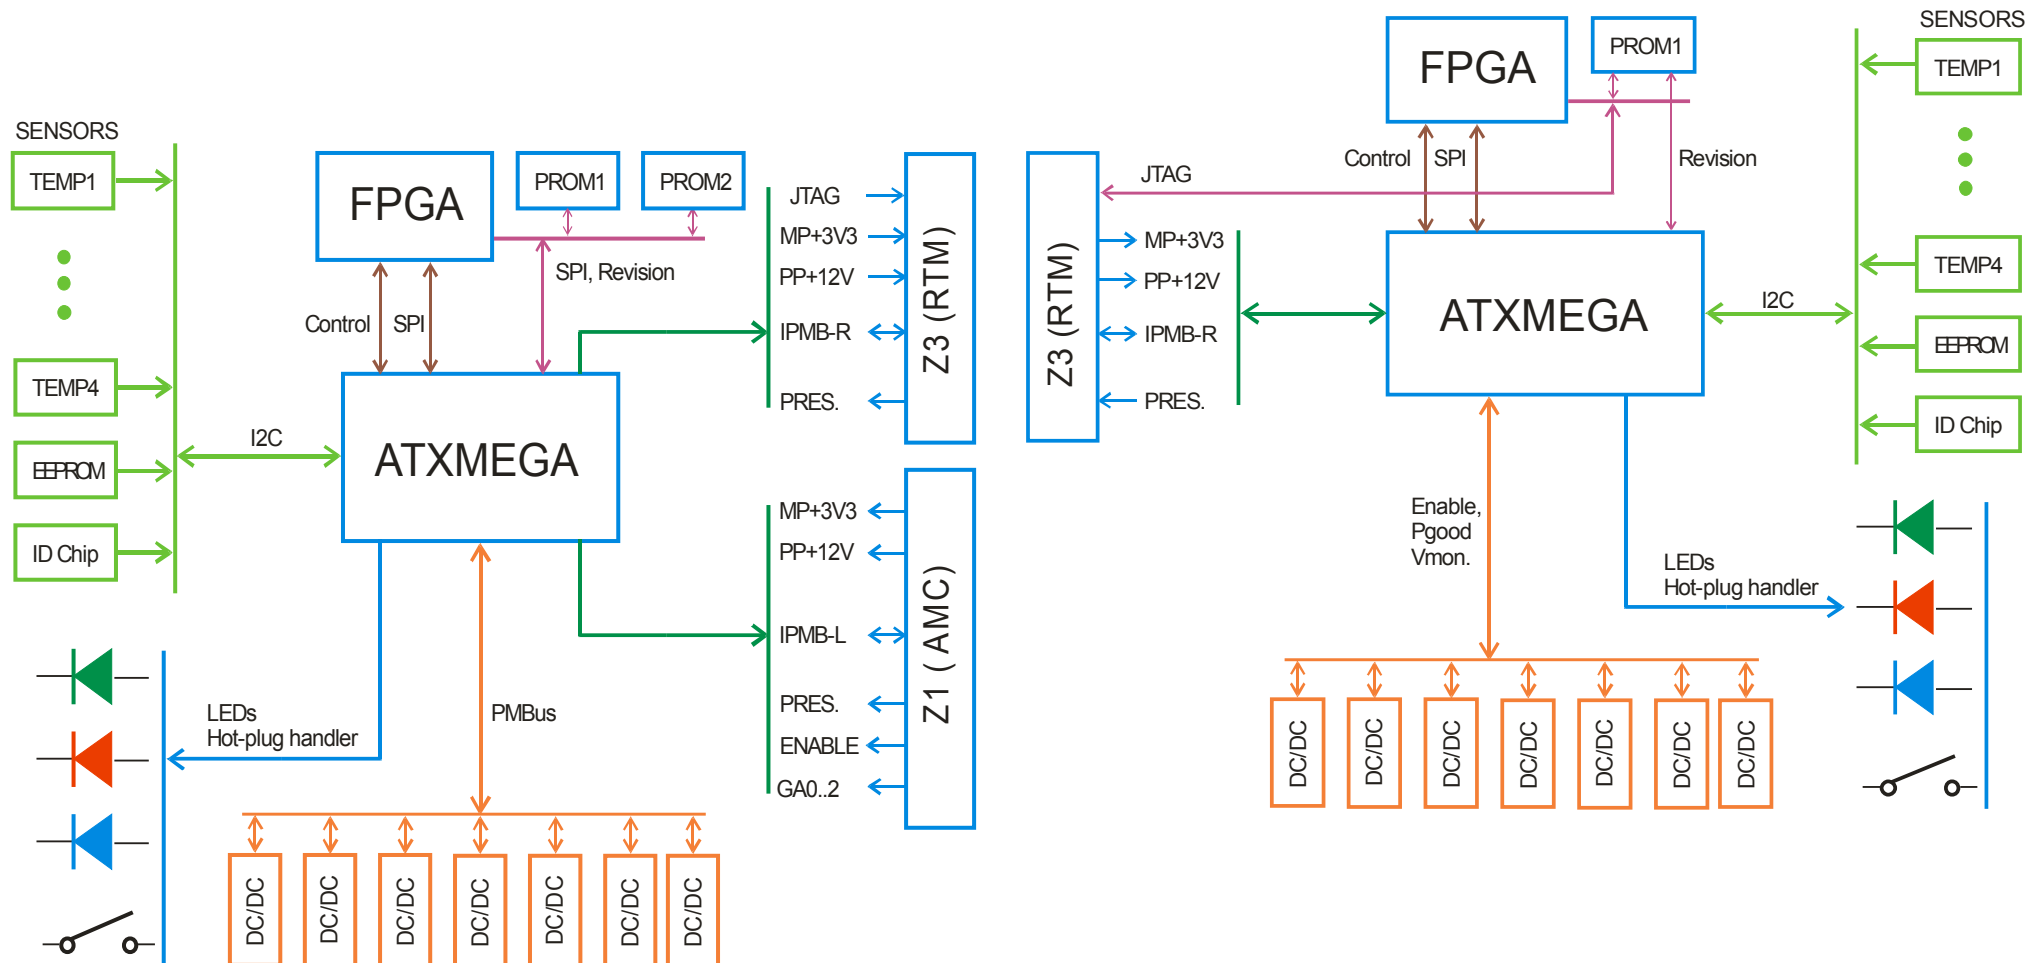 SENSORS
TEMP1
TEMP4
EEPROM
ID Chip
I2C
FPGA
PROM1
PROM2
SPI, Revision
Control
SPI
ATXMEGA
LEDs
Hot-plug handler
PMBus
DC/DC
DC/DC
DC/DC
DC/DC
DC/DC
DC/DC
DC/DC
JTAG
MP+3V3
PP+12V
IPMB-R
PRES.
Z3 (RTM)
MP+3V3
PP+12V
IPMB-L
PRES.
ENABLE
GA0..2
Z1 ( AMC)
Z3 (RTM)
JTAG
MP+3V3
PP+12V
IPMB-R
PRES.
FPGA
PROM1
Control
SPI
Revision
ATXMEGA
I2C
SENSORS
TEMP1
TEMP4
EEPROM
ID Chip
Enable,
Pgood
Vmon.
LEDs
Hot-plug handler
DC/DC
DC/DC
DC/DC
DC/DC
DC/DC
DC/DC
DC/DC